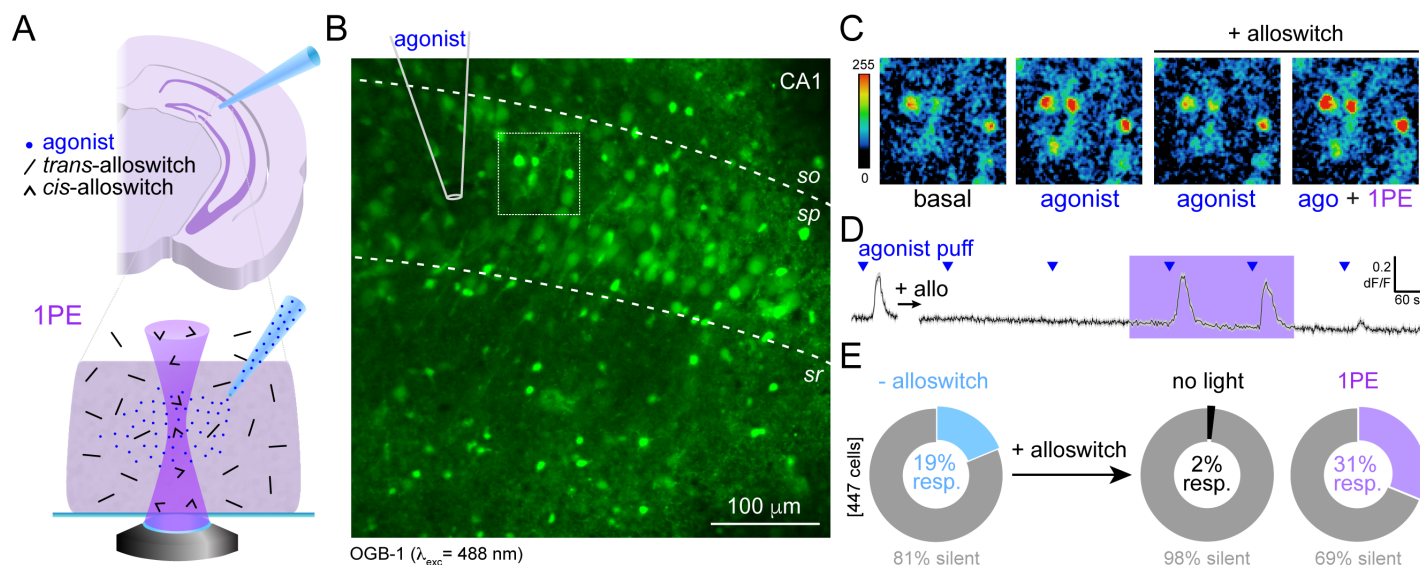 A
agonist
trans-alloswitch
cis-alloswitch
1PE
B
agonist
CA1
so
sp
sr
100 μm
OGB-1 (λexc= 488 nm)
C
+ alloswitch
255
0
basal
agonist
agonist
ago + 1PE
D
agonist puff
+ allo
0.2
dF/F
60 s
E
- alloswitch
no light
1PE
[447 cells]
19%
resp.
+ alloswitch
2%
resp.
31%
resp.
81% silent
98% silent
69% silent